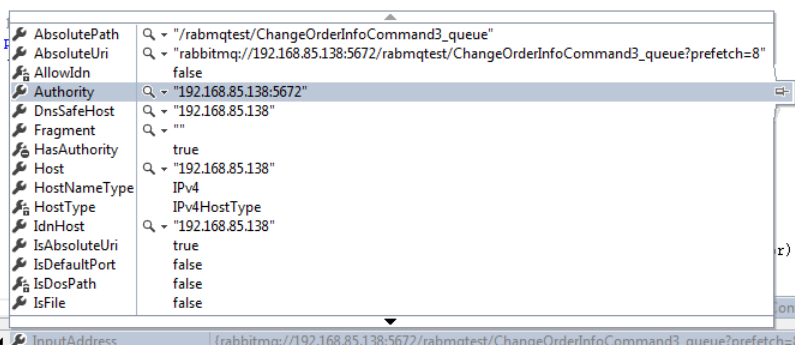 AbsolutePath "/rabmqtest/ChangeOrderInfoCommand3_queue"
AbsoluteUri "rabbitmq://192.168.85.138:5672/rabmqtest/ChangeOrderInfoCommand3_queue?prefetch=8"
AllowIdn false
Authority "192.168.85.138:5672"
DnsSafeHost "192.168.85.138"
Fragment ""
HasAuthority true
Host "192.168.85.138"
HostNameType IPv4
HostType IPv4HostType
IdnHost "192.168.85.138"
IsAbsoluteUri true
r)
IsDefaultPort false
IsDosPath false
IsFile false
InputAddress {rabbitmq://192.168.85.138:5672/rabmqtest/ChangeOrderInfoCommand3_queue?prefetch=8